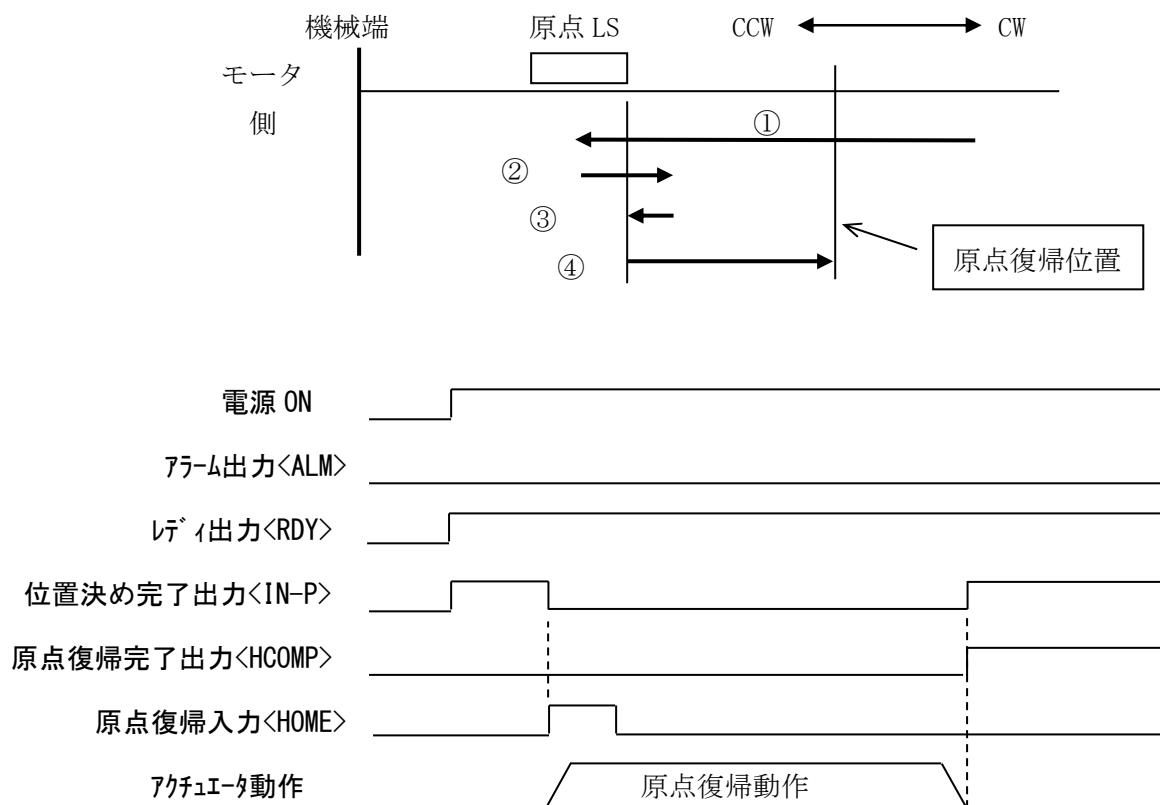 機械端 原点 LS CCW CW
モータ
側
①
②
③
④
原点復帰位置
電源 ON
ｱﾗｰﾑ出力<ALM>
ﾚﾃﾞｨ出力<RDY>
位置決め完了出力<IN-P>
原点復帰完了出力<HCOMP>
原点復帰入力<HOME>
ｱｸﾁｭｴｰﾀ動作 原点復帰動作